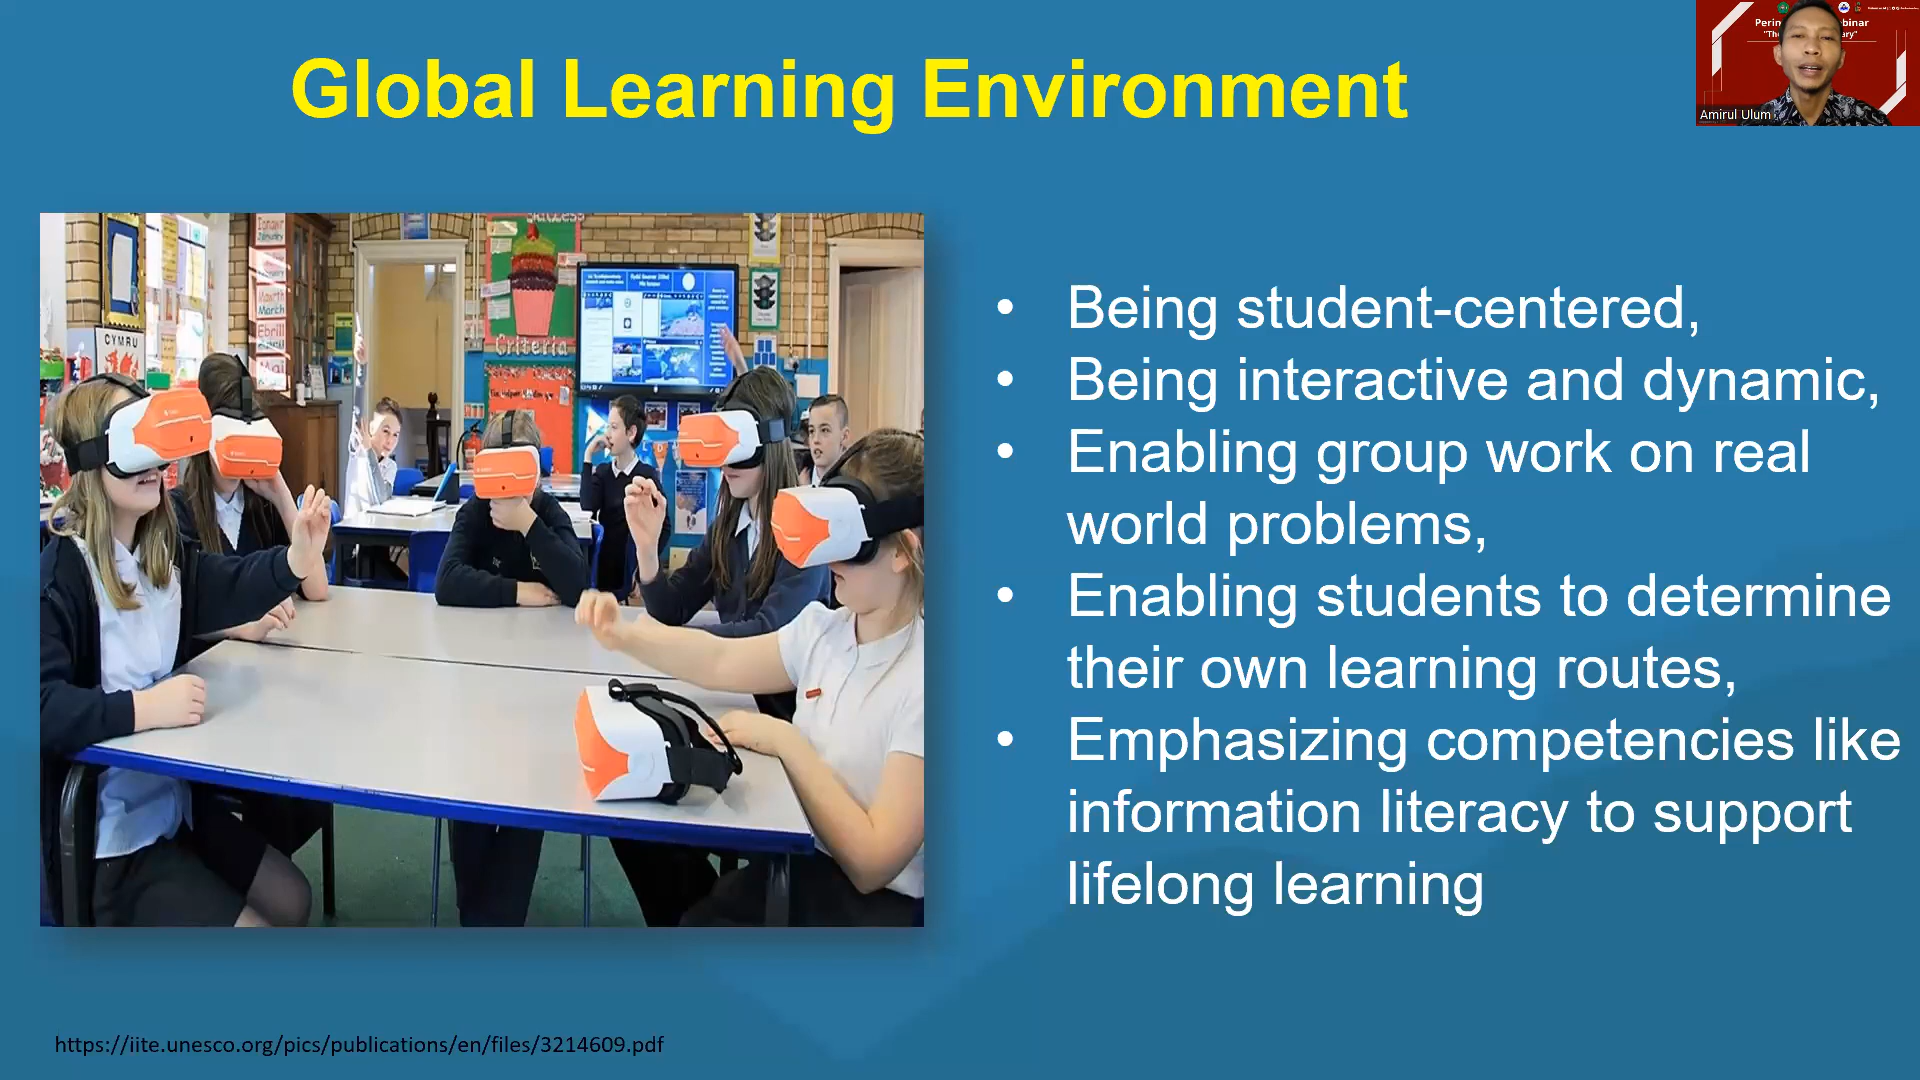 Global Learning Environment
Amirul Ulum
CYMRU
Criteria
• Being student-centered,
• Being interactive and dynamic,
• Enabling group work on real
world problems,
• Enabling students to determine
their own learning routes,
• Emphasizing competencies like
information literacy to support
lifelong learning
https://iite.unesco.org/pics/publications/en/files/3214609.pdf